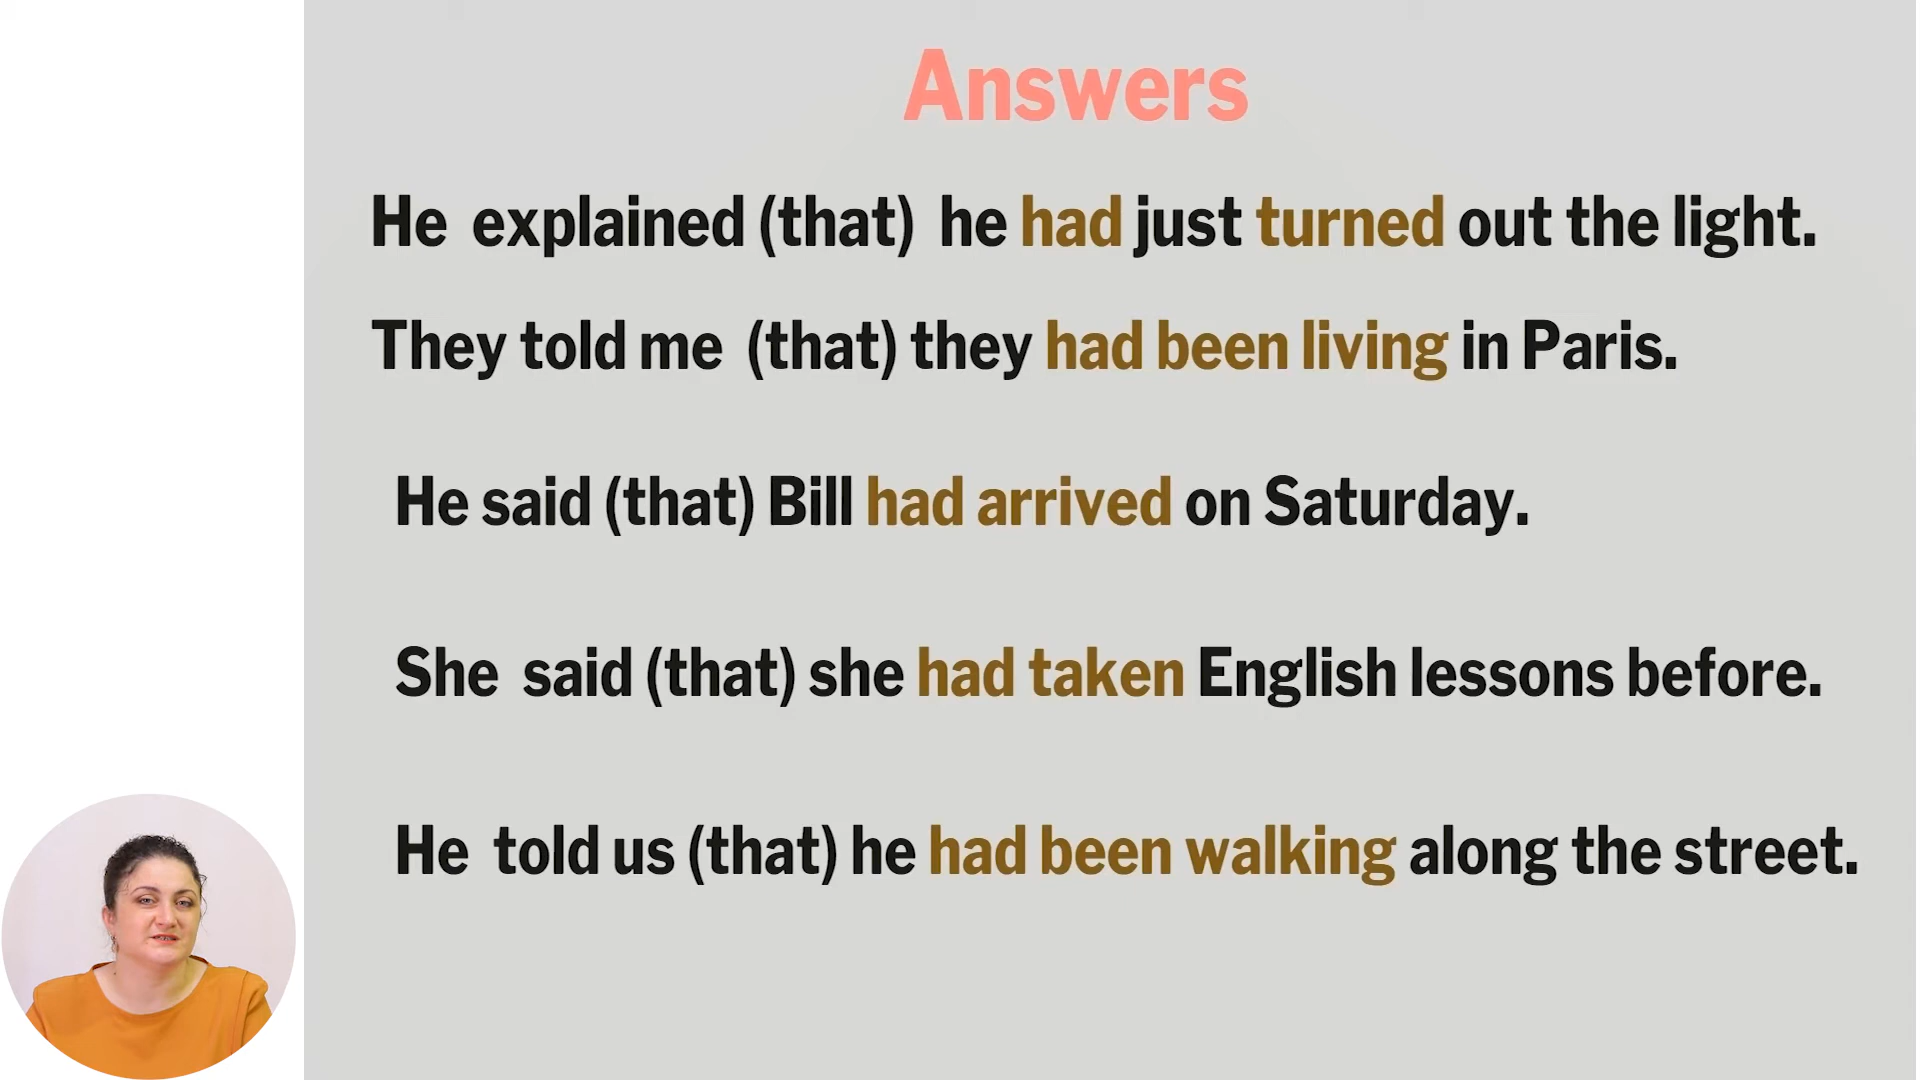 Answers
He explained (that) he had just turned out the light.
They told me (that) they had been living in Paris.
He said (that) Bill had arrived on Saturday.
She said (that) she had taken English lessons before.
He told us (that) he had been walking along the street.